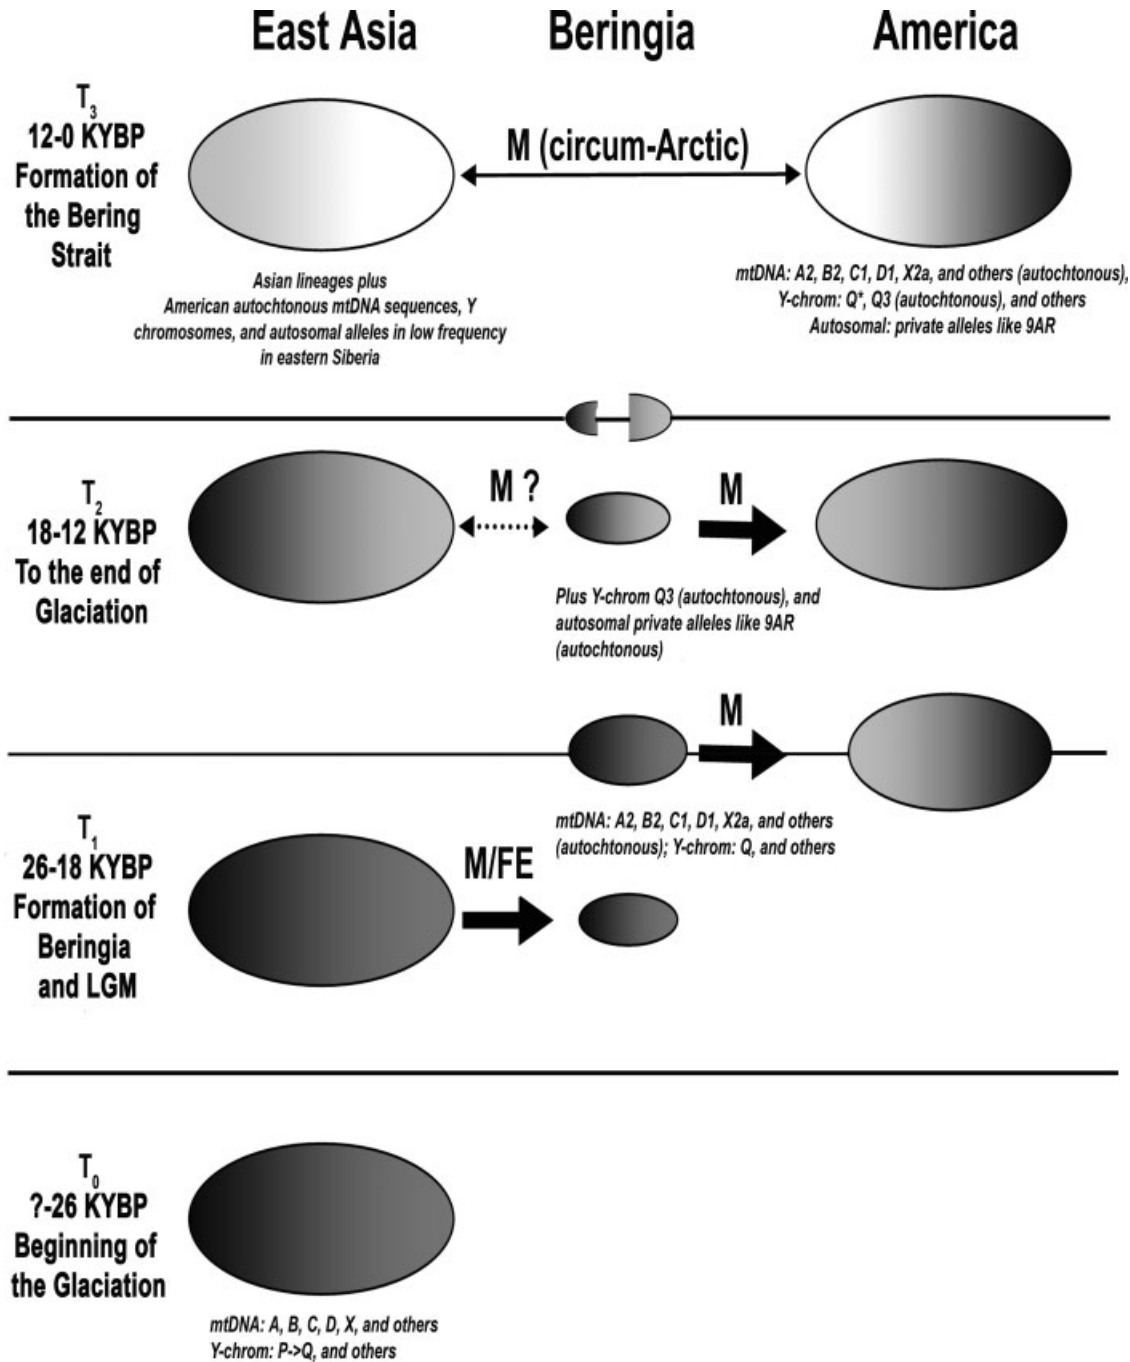 East Asia
Beringia
America
T3
12-0 KYBP
Formation of
the Bering
Strait
M (circum-Arctic)
Asian lineages plus
American autochtonous mtDNA sequences, Y
chromosomes, and autosomal alleles in low frequency
in eastern Siberia
mtDNA: A2, B2, C1, D1, X2a, and others (autochtonous),
Y-chrom: Q*, Q3 (autochtonous), and others
Autosomal: private alleles like 9AR
T2
18-12 KYBP
To the end of
Glaciation
M ?
M
Plus Y-chrom Q3 (autochtonous), and
autosomal private alleles like 9AR
(autochtonous)
M
T1
26-18 KYBP
Formation of
Beringia
and LGM
M/FE
mtDNA: A2, B2, C1, D1, X2a, and others
(autochtonous); Y-chrom: Q, and others
T0
?-26 KYBP
Beginning of
the Glaciation
mtDNA: A, B, C, D, X, and others
Y-chrom: P->Q, and others